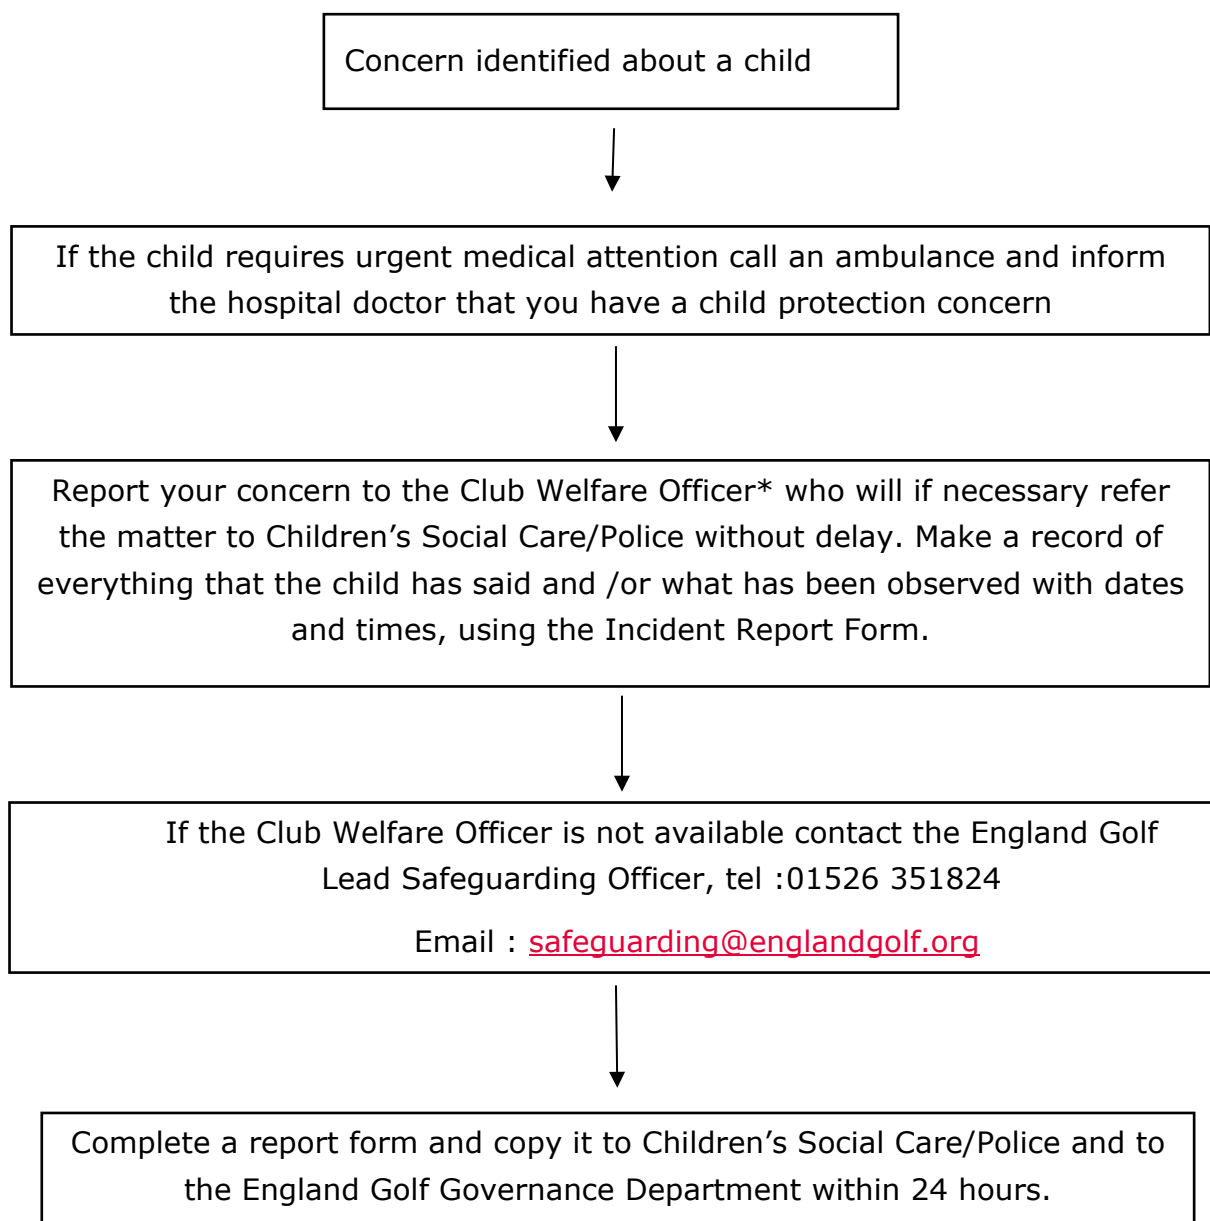 Concern identified about a child
If the child requires urgent medical attention call an ambulance and inform
the hospital doctor that you have a child protection concern
Report your concern to the Club Welfare Officer* who will if necessary refer
the matter to Children’s Social Care/Police without delay. Make a record of
everything that the child has said and /or what has been observed with dates
and times, using the Incident Report Form.
If the Club Welfare Officer is not available contact the England Golf
Lead Safeguarding Officer, tel :01526 351824
Email : safeguarding@englandgolf.org
Complete a report form and copy it to Children’s Social Care/Police and to
the England Golf Governance Department within 24 hours.